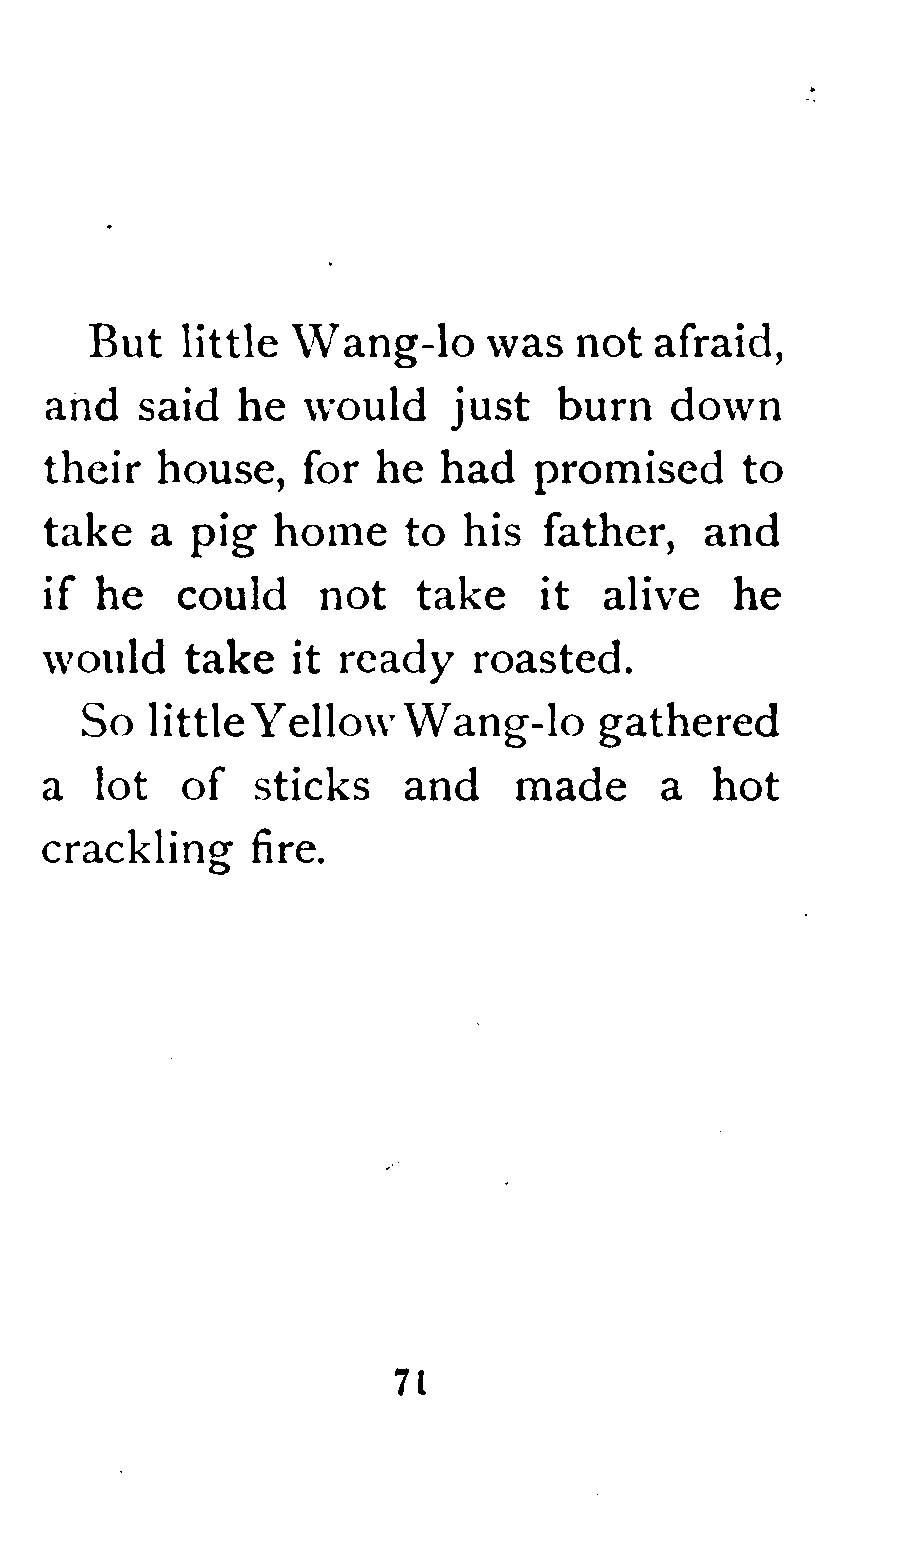 But little Wang-lo was not afraid,
and said he would just burn down
their house, for he had promised to
take a pig home to his father, and
if he could not take it alive he
would take it ready roasted.
So little Yellow Wang-lo gathered
a lot of sticks and made a hot
crackling fire.
71